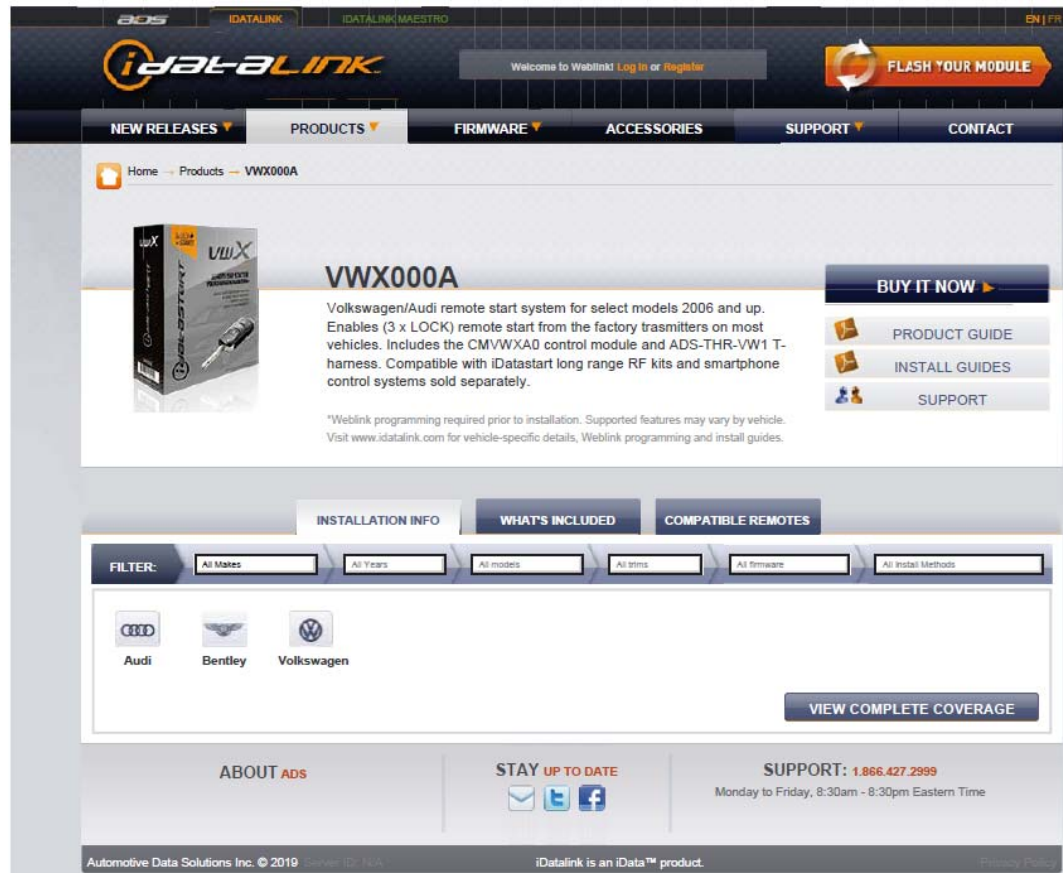 aos IDATALINK IDATALINK MAESTRO EN | FR
idataLINK.
Welcome to Weblink! Log In or Register
FLASH YOUR MODULE
NEW RELEASES PRODUCTS FIRMWARE ACCESSORIES SUPPORT CONTACT
Home → Products → VWX000A
VWX
VWX
iDATASTART
VWX000A
BUY IT NOW
Volkswagen/Audi remote start system for select models 2006 and up.
Enables (3 x LOCK) remote start from the factory trasmitters on most
vehicles. Includes the CMVWXA0 control module and ADS-THR-VW1 T-
harness. Compatible with iDatastart long range RF kits and smartphone
control systems sold separately.
*Weblink programming required prior to installation. Supported features may vary by vehicle.
Visit www.idatalink.com for vehicle-specific details, Weblink programming and install guides.
PRODUCT GUIDE
INSTALL GUIDES
SUPPORT
INSTALLATION INFO WHAT'S INCLUDED COMPATIBLE REMOTES
FILTER: All Makes All Years All models All trims All firmware All Install Methods
Audi Bentley Volkswagen
VIEW COMPLETE COVERAGE
ABOUT ADS
STAY UP TO DATE
SUPPORT: 1.866.427.2999
Monday to Friday, 8:30am - 8:30pm Eastern Time
Automotive Data Solutions Inc. © 2019 Server ID: N/A iDatalink is an iData™ product. Privacy Policy